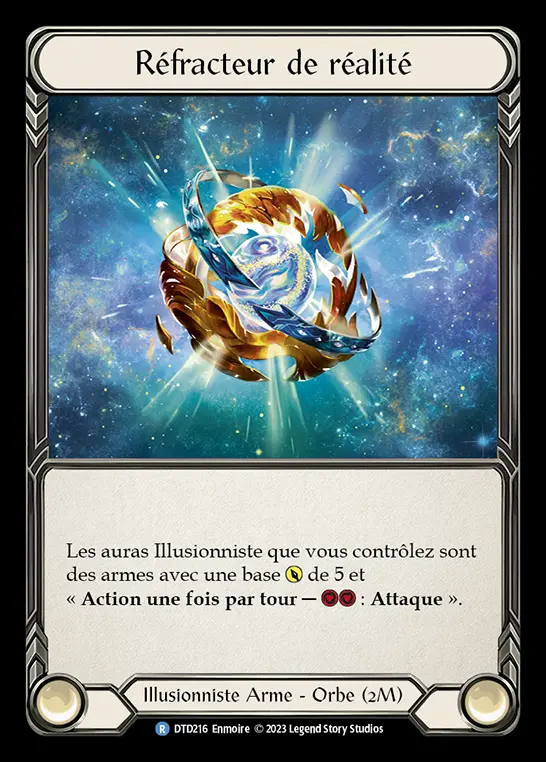 Réfracteur de réalité
Les auras Illusionniste que vous contrôlez sont
des armes avec une base de 5 et
« Action une fois par tour — : Attaque ».
Illusionniste Arme - Orbe (2M)
R DTD216 Enmoire © 2023 Legend Story Studios